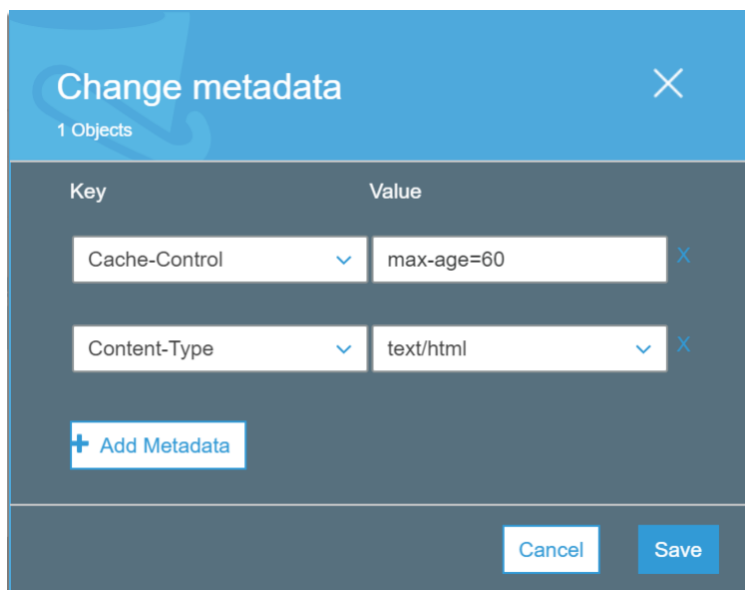 Change metadata
1 Objects
Key Value
Cache-Control max-age=60 X
Content-Type text/html X
+ Add Metadata
Cancel Save